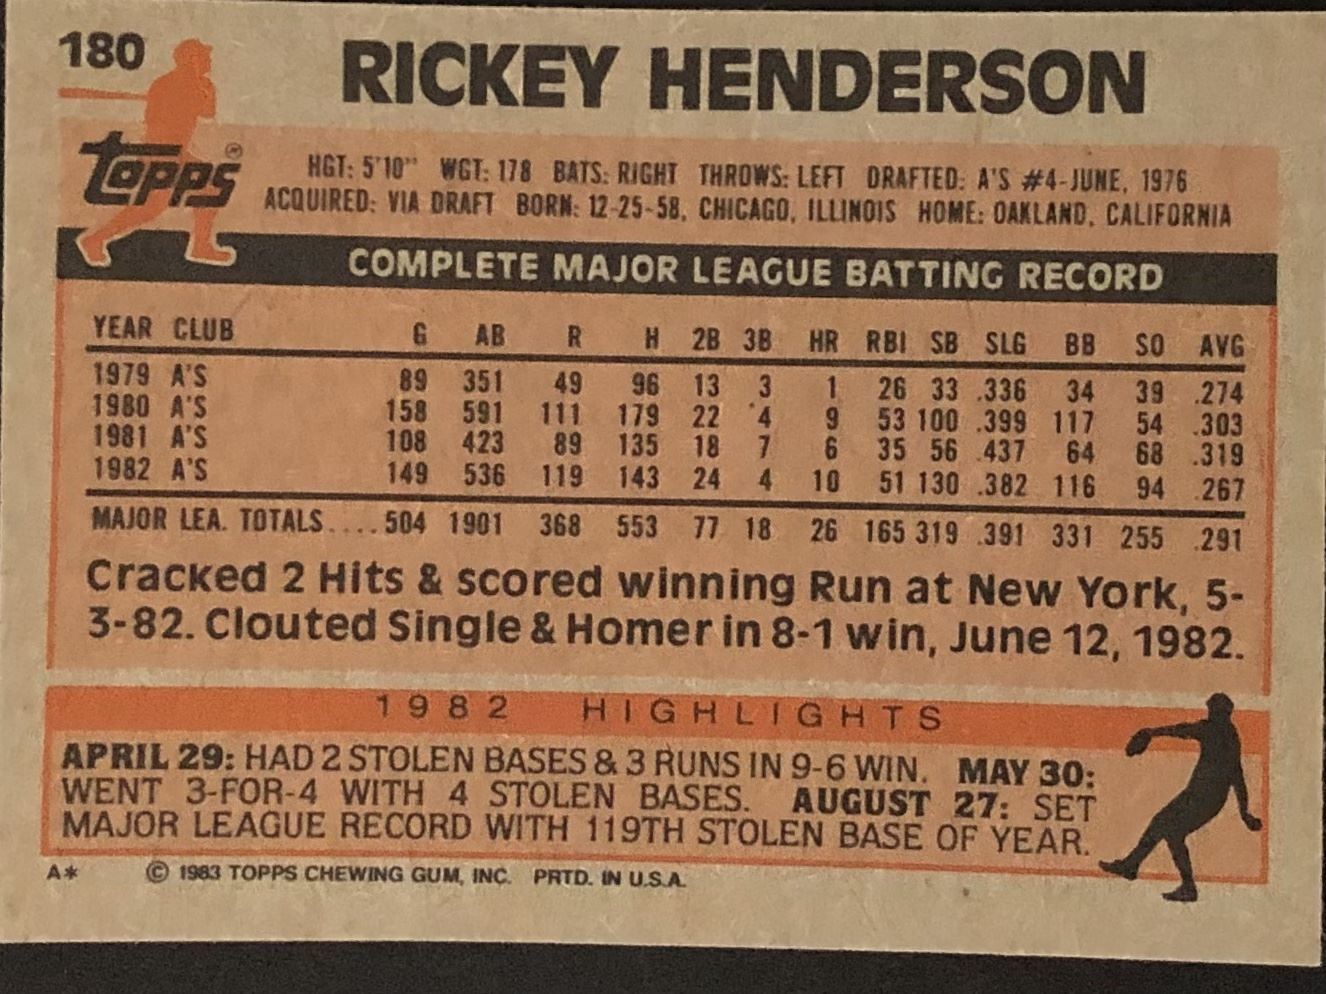 180
RICKEY HENDERSON
topps®
HGT: 5'10" WGT: 178 BATS: RIGHT THROWS: LEFT DRAFTED: A'S #4-JUNE, 1976
ACQUIRED: VIA DRAFT BORN: 12-25-58, CHICAGO, ILLINOIS HOME: OAKLAND, CALIFORNIA
COMPLETE MAJOR LEAGUE BATTING RECORD
YEAR CLUB G AB R H 2B 3B HR RBI SB SLG BB SO AVG
1979 A'S 89 351 49 96 13 3 1 26 33 .336 34 39 .274
1980 A'S 158 591 111 179 22 4 9 53 100 .399 117 54 .303
1981 A'S 108 423 89 135 18 7 6 35 56 .437 64 68 .319
1982 A'S 149 536 119 143 24 4 10 51 130 .382 116 94 .267
MAJOR LEA. TOTALS.... 504 1901 368 553 77 18 26 165 319 .391 331 255 .291
Cracked 2 Hits & scored winning Run at New York, 5-
3-82. Clouted Single & Homer in 8-1 win, June 12, 1982.
1982 HIGHLIGHTS
APRIL 29: HAD 2 STOLEN BASES & 3 RUNS IN 9-6 WIN. MAY 30:
WENT 3-FOR-4 WITH 4 STOLEN BASES. AUGUST 27: SET
MAJOR LEAGUE RECORD WITH 119TH STOLEN BASE OF YEAR.
A* © 1983 TOPPS CHEWING GUM, INC. PRTD. IN U.S.A.